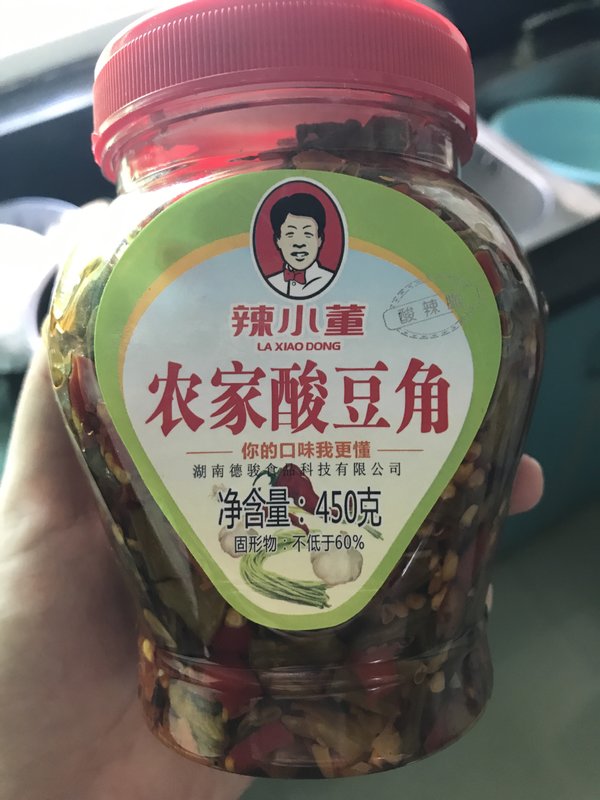 辣小董
LA XIAO DONG
酸辣
农家酸豆角
你的口味我更懂
湖南德骏食品科技有限公司
净含量：450克
固形物：不低于60%